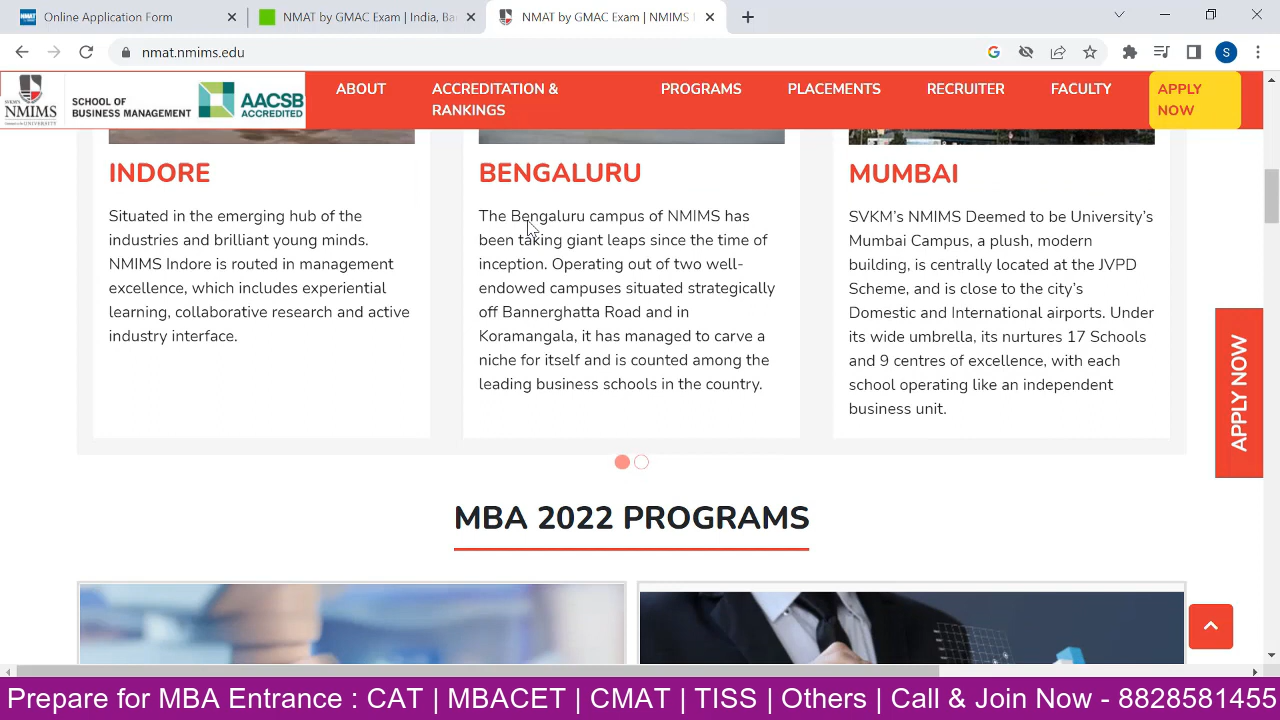 Online Application Form
NMAT by GMAC Exam | India, Ba
NMAT by GMAC Exam | NMIMS
nmat.nmims.edu
S
SVKM'S
NMIMS
SCHOOL OF
BUSINESS MANAGEMENT
AACSB
ACCREDITED
ABOUT
ACCREDITATION &
RANKINGS
PROGRAMS
PLACEMENTS
RECRUITER
FACULTY
APPLY
NOW
INDORE
Situated in the emerging hub of the
industries and brilliant young minds.
NMIMS Indore is routed in management
excellence, which includes experiential
learning, collaborative research and active
industry interface.
BENGALURU
The Bengaluru campus of NMIMS has
been taking giant leaps since the time of
inception. Operating out of two well-
endowed campuses situated strategically
off Bannerghatta Road and in
Koramangala, it has managed to carve a
niche for itself and is counted among the
leading business schools in the country.
MUMBAI
SVKM's NMIMS Deemed to be University's
Mumbai Campus, a plush, modern
building, is centrally located at the JVPD
Scheme, and is close to the city's
Domestic and International airports. Under
its wide umbrella, its nurtures 17 Schools
and 9 centres of excellence, with each
school operating like an independent
business unit.
APPLY NOW
MBA 2022 PROGRAMS
Prepare for MBA Entrance : CAT | MBACET | CMAT | TISS | Others | Call & Join Now - 8828581455